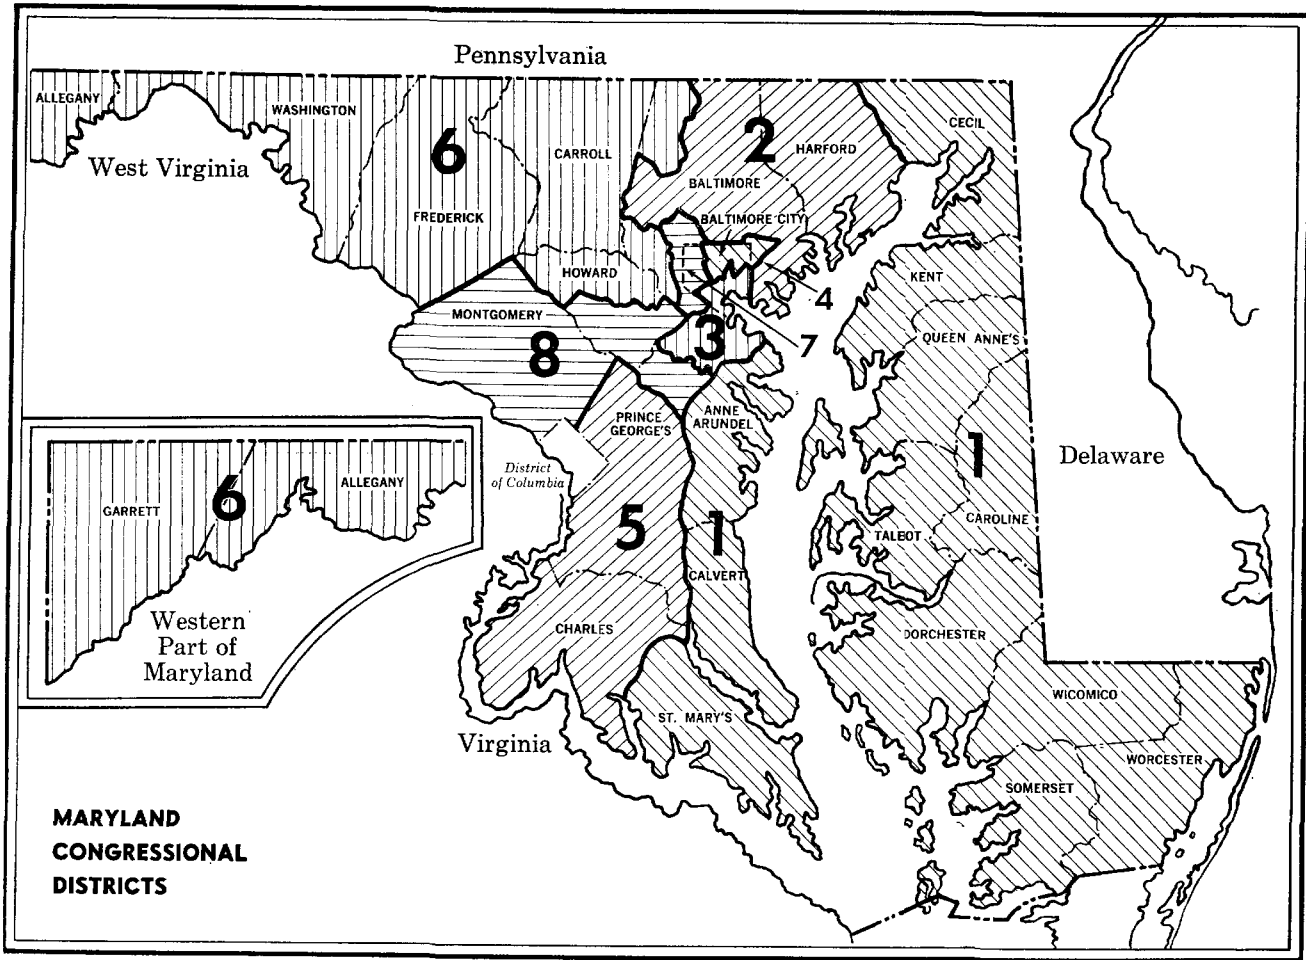 Pennsylvania
ALLEGANY
WASHINGTON
6
CARROLL
2
HARFORD
CECIL
West Virginia
BALTIMORE
FREDERICK
BALTIMORE CITY
HOWARD
KENT
4
MONTGOMERY
8
3
7
QUEEN ANNE'S
PRINCE
GEORGE'S
ANNE
ARUNDEL
District
of Columbia
1
Delaware
GARRETT
6
ALLEGANY
5
1
CAROLINE
TALBOT
CALVERT
Western
Part of
Maryland
CHARLES
DORCHESTER
WICOMICO
ST. MARY'S
Virginia
WORCESTER
SOMERSET
MARYLAND
CONGRESSIONAL
DISTRICTS